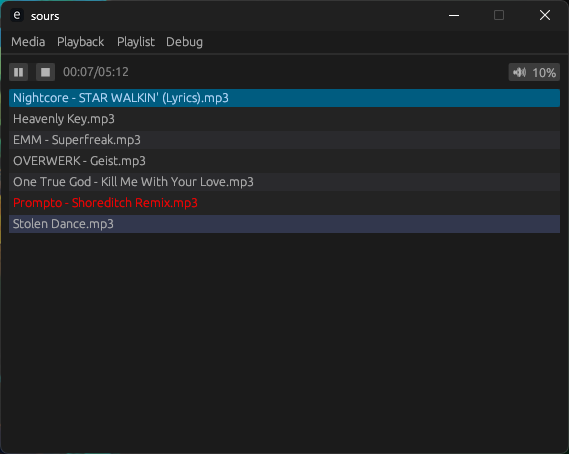 e sours
Media Playback Playlist Debug
00:07/05:12 10%
Nightcore - STAR WALKIN' (Lyrics).mp3
Heavenly Key.mp3
EMM - Superfreak.mp3
OVERWERK - Geist.mp3
One True God - Kill Me With Your Love.mp3
Prompto - Shoreditch Remix.mp3
Stolen Dance.mp3